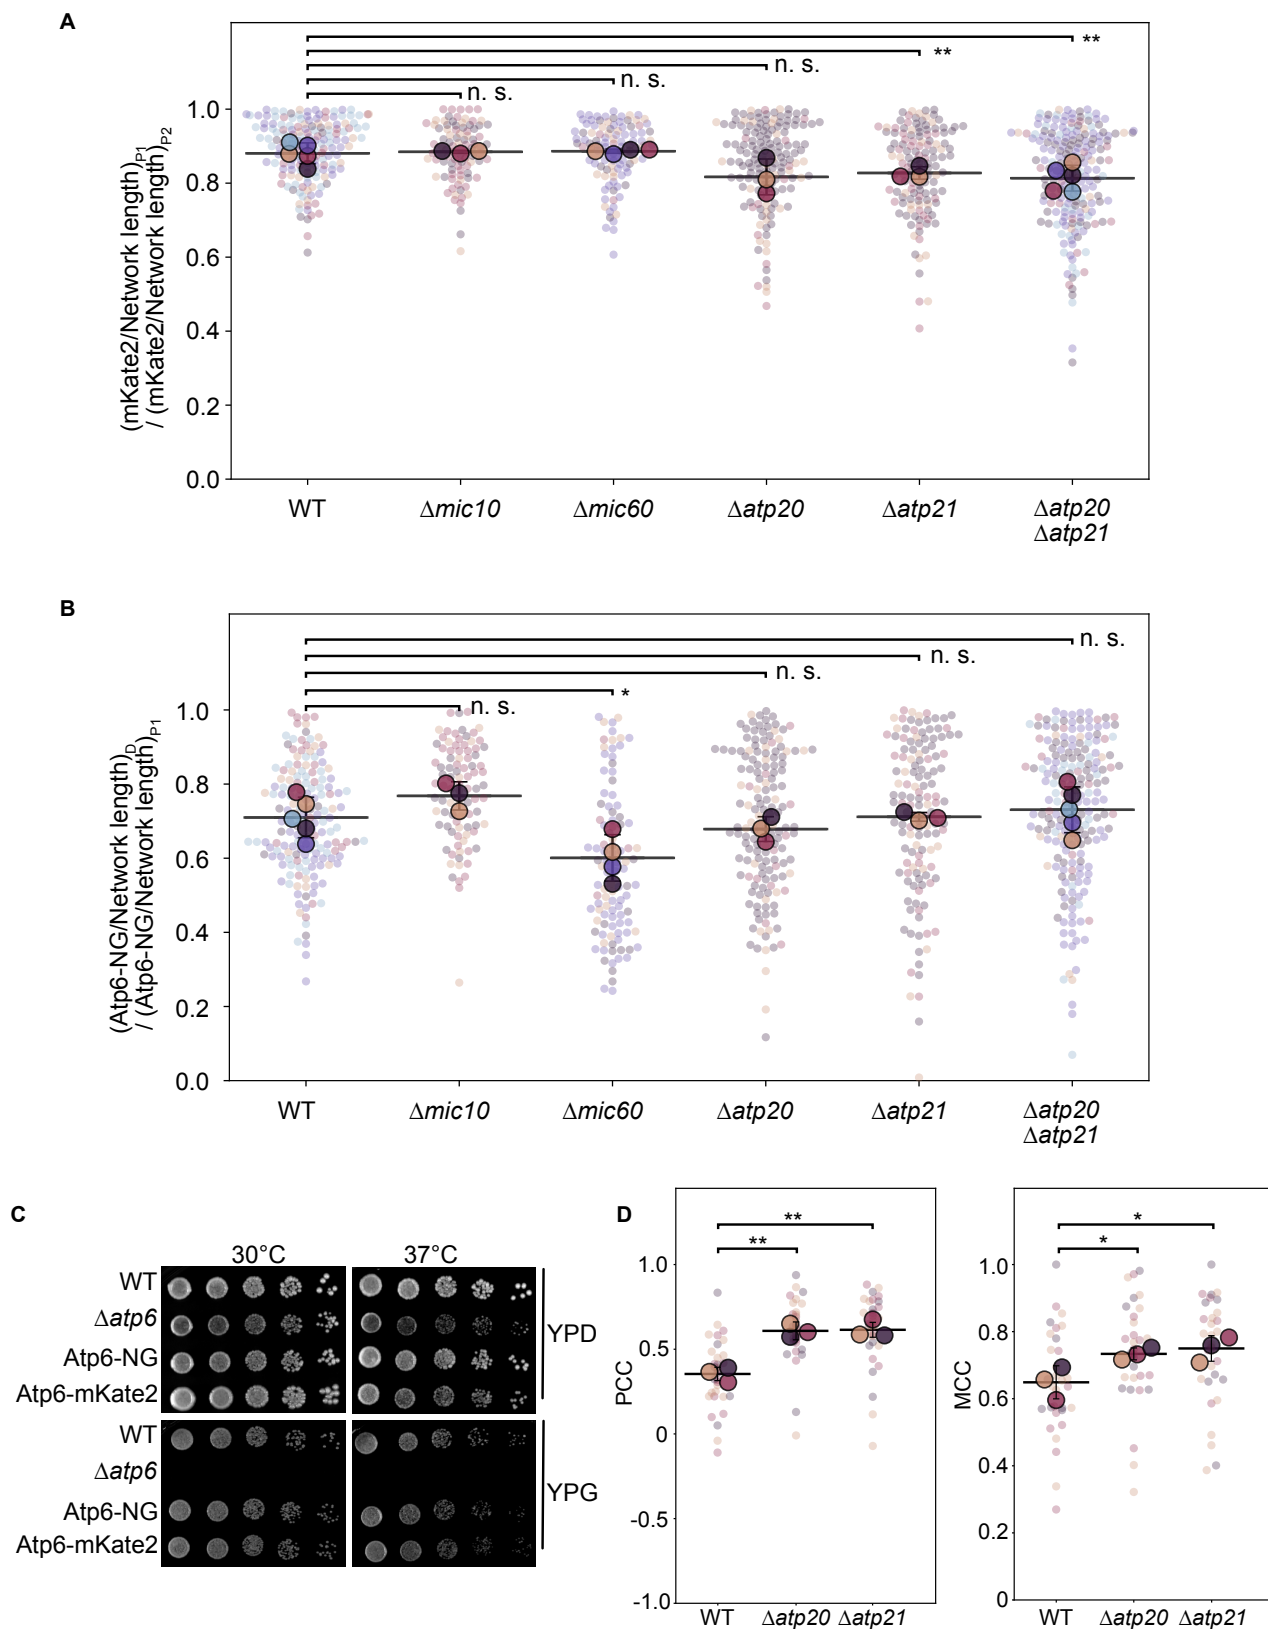 A
**
**
n. s.
n. s.
n. s.
1.0
0.8
0.6
0.4
0.2
0.0
(mKate2/Network length)P1
/ (mKate2/Network length)P2
WT Δmic10 Δmic60 Δatp20 Δatp21 Δatp20
Δatp21
B
n. s.
n. s.
n. s.
*
n. s.
1.0
0.8
0.6
0.4
0.2
0.0
(Atp6-NG/Network length)D
/ (Atp6-NG/Network length)P1
WT Δmic10 Δmic60 Δatp20 Δatp21 Δatp20
Δatp21
C
30°C 37°C
WT
Δatp6
Atp6-NG
Atp6-mKate2
YPD
WT
Δatp6
Atp6-NG
Atp6-mKate2
YPG
D
**
**
1.0
0.5
0
-0.5
-1.0
PCC
WT Δatp20 Δatp21
*
*
1.0
0.8
0.6
0.4
0.2
0
MCC
WT Δatp20 Δatp21